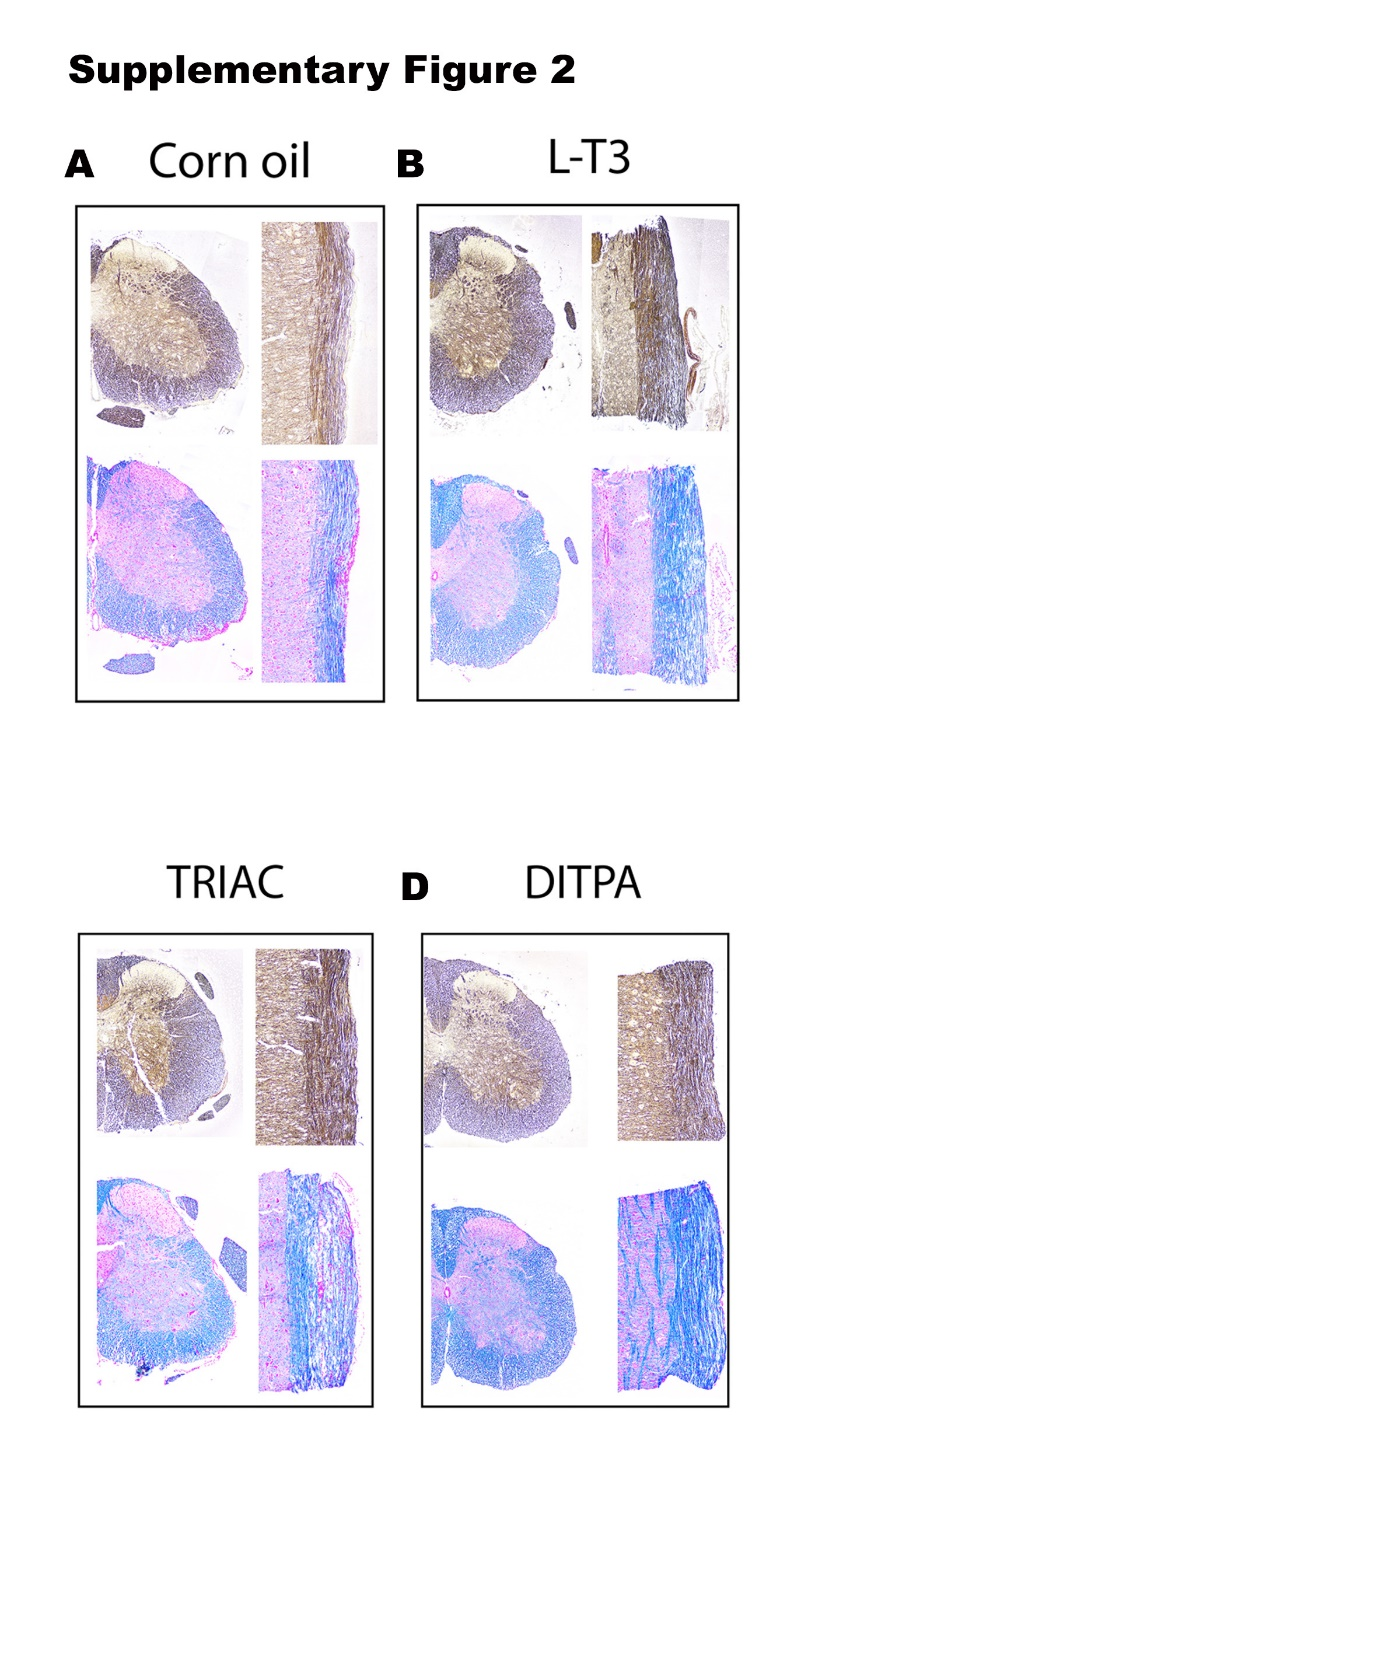 Supplementary Figure 2
A Corn oil B L-T3
TRIAC D DITPA